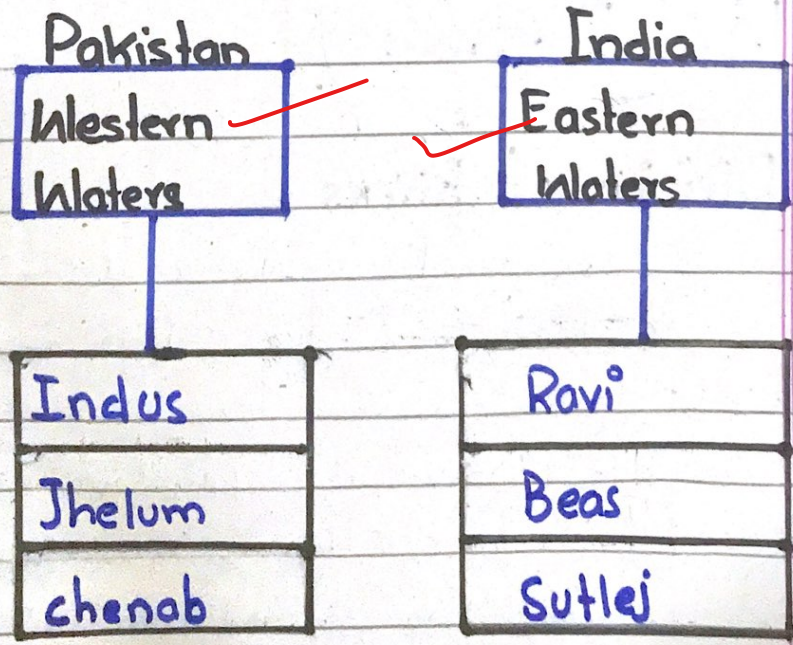 Pakistan
Western
Waters
Indus
Jhelum
chenab
India
Eastern
Waters
Ravi
Beas
Sutlej